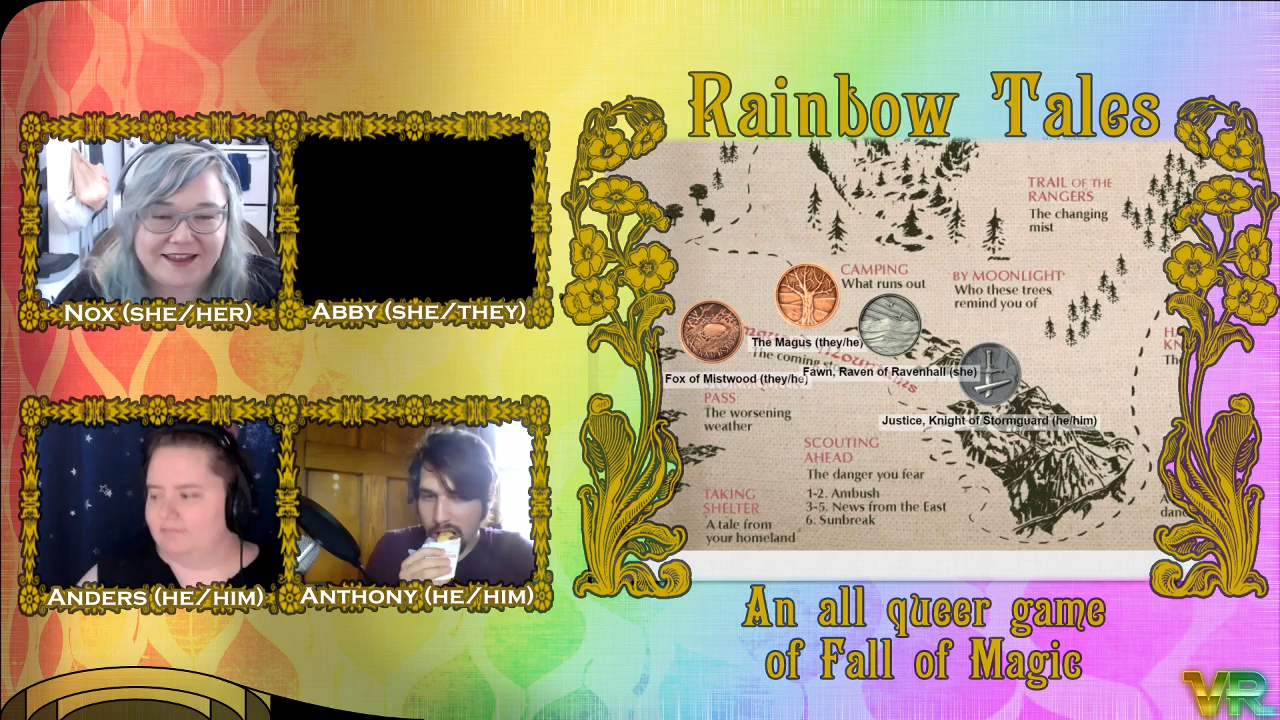 Rainbow Tales
TRAIL OF THE
RANGERS
The changing
mist
CAMPING
What runs out
BY MOONLIGHT
Who these trees
remind you of
The Magus (they/he)
The coming st
Fox of Mistwood (they/he)
Fawn, Raven of Ravenhall (she)
PASS
The worsening
weather
Justice, Knight of Stormguard (he/him)
SCOUTING
AHEAD
The danger you fear
1-2. Ambush
3-5. News from the East
6. Sunbreak
TAKING
SHELTER
A tale from
your homeland
Nox (she/her)
Abby (she/they)
Anders (he/him)
Anthony (he/him)
An all queer game
of Fall of Magic
VR